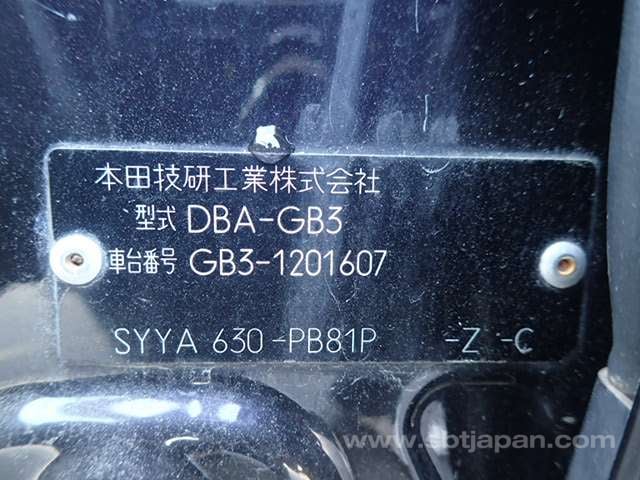 本田技研工業株式会社
型式 DBA-GB3
車台番号 GB3-1201607
SYYA 630-PB81P -Z -C
www.sbtjapan.com